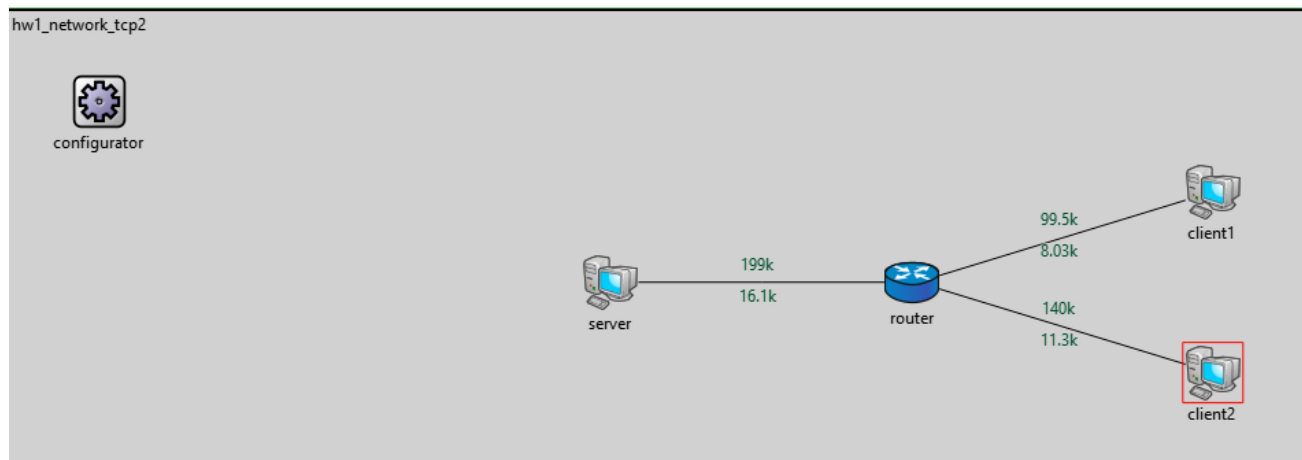 hw1_network_tcp2
configurator
99.5k
client1
8.03k
199k
16.1k
server
router
140k
11.3k
client2